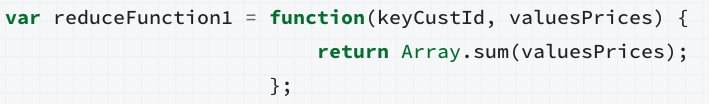 var reduceFunction1 = function(keyCustId, valuesPrices) {
return Array.sum(valuesPrices);
};